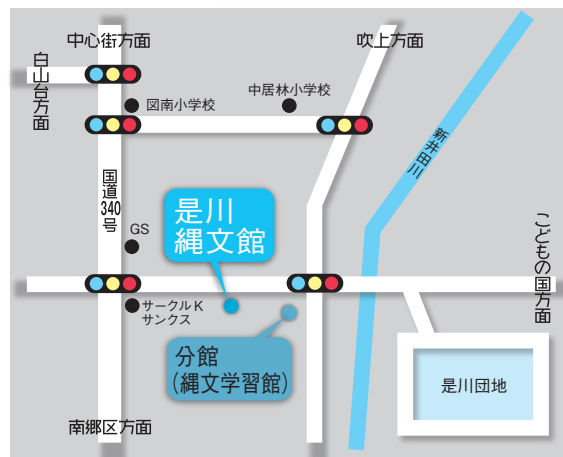 中心街方面
吹上方面
白山台方面
図南小学校
中居林小学校
新井田川
国道340号
是川
縄文館
GS
こどもの国方面
サークルK
サンクス
分館
(縄文学習館)
是川団地
南郷区方面